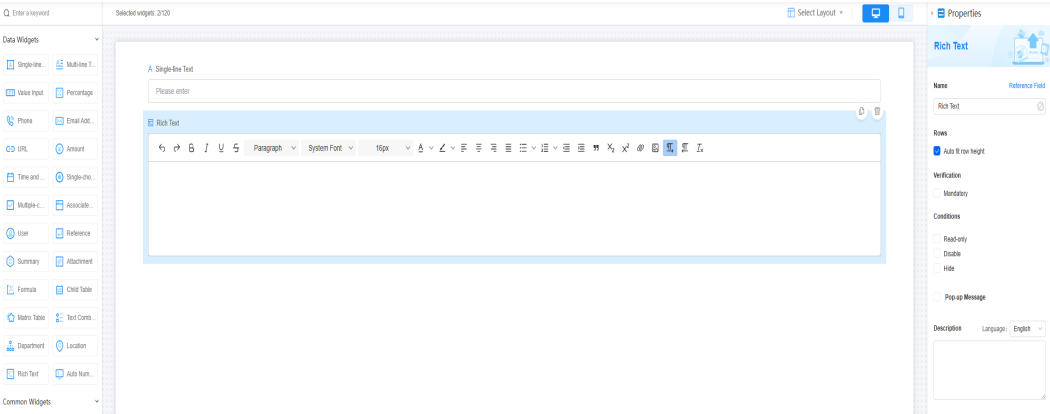 Enter a keyword
Selected widgets: 2/120
Select Layout
Properties
Data Widgets
Single-line...
Multi-line T...
Value Input
Percentage
Phone
Email Add...
URL
Amount
Time and ...
Single-cho...
Multiple-c...
Associate...
User
Reference
Summary
Attachment
Formula
Child Table
Matrix Table
Text Comb...
Department
Location
Rich Text
Auto Num...
Common Widgets
Single-line Text
Please enter
Rich Text
Paragraph
System Font
16px
Rich Text
Name
Reference Field
Rich Text
Rows
Auto fit row height
Verification
Mandatory
Conditions
Read-only
Disable
Hide
Pop-up Message
Description
Language:
English